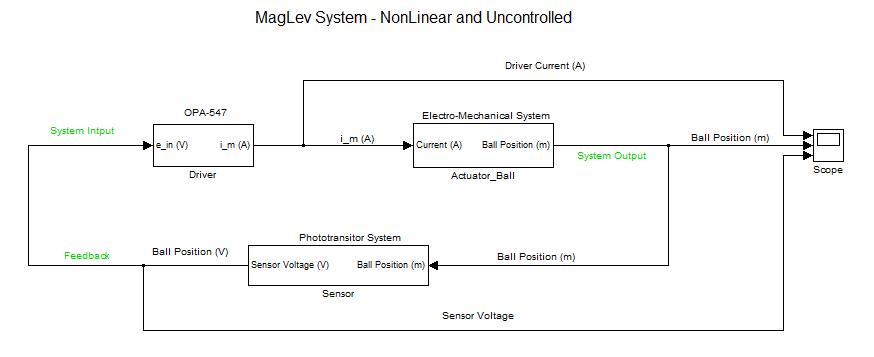 MagLev System - NonLinear and Uncontrolled
Driver Current (A)
OPA-547
Electro-Mechanical System
System Intput
e_in (V)
i_m (A)
i_m (A)
Current (A)
Ball Position (m)
Ball Position (m)
System Output
Driver
Actuator_Ball
Scope
Phototransitor System
Feedback
Ball Position (V)
Sensor Voltage (V)
Ball Position (m)
Ball Position (m)
Sensor
Sensor Voltage